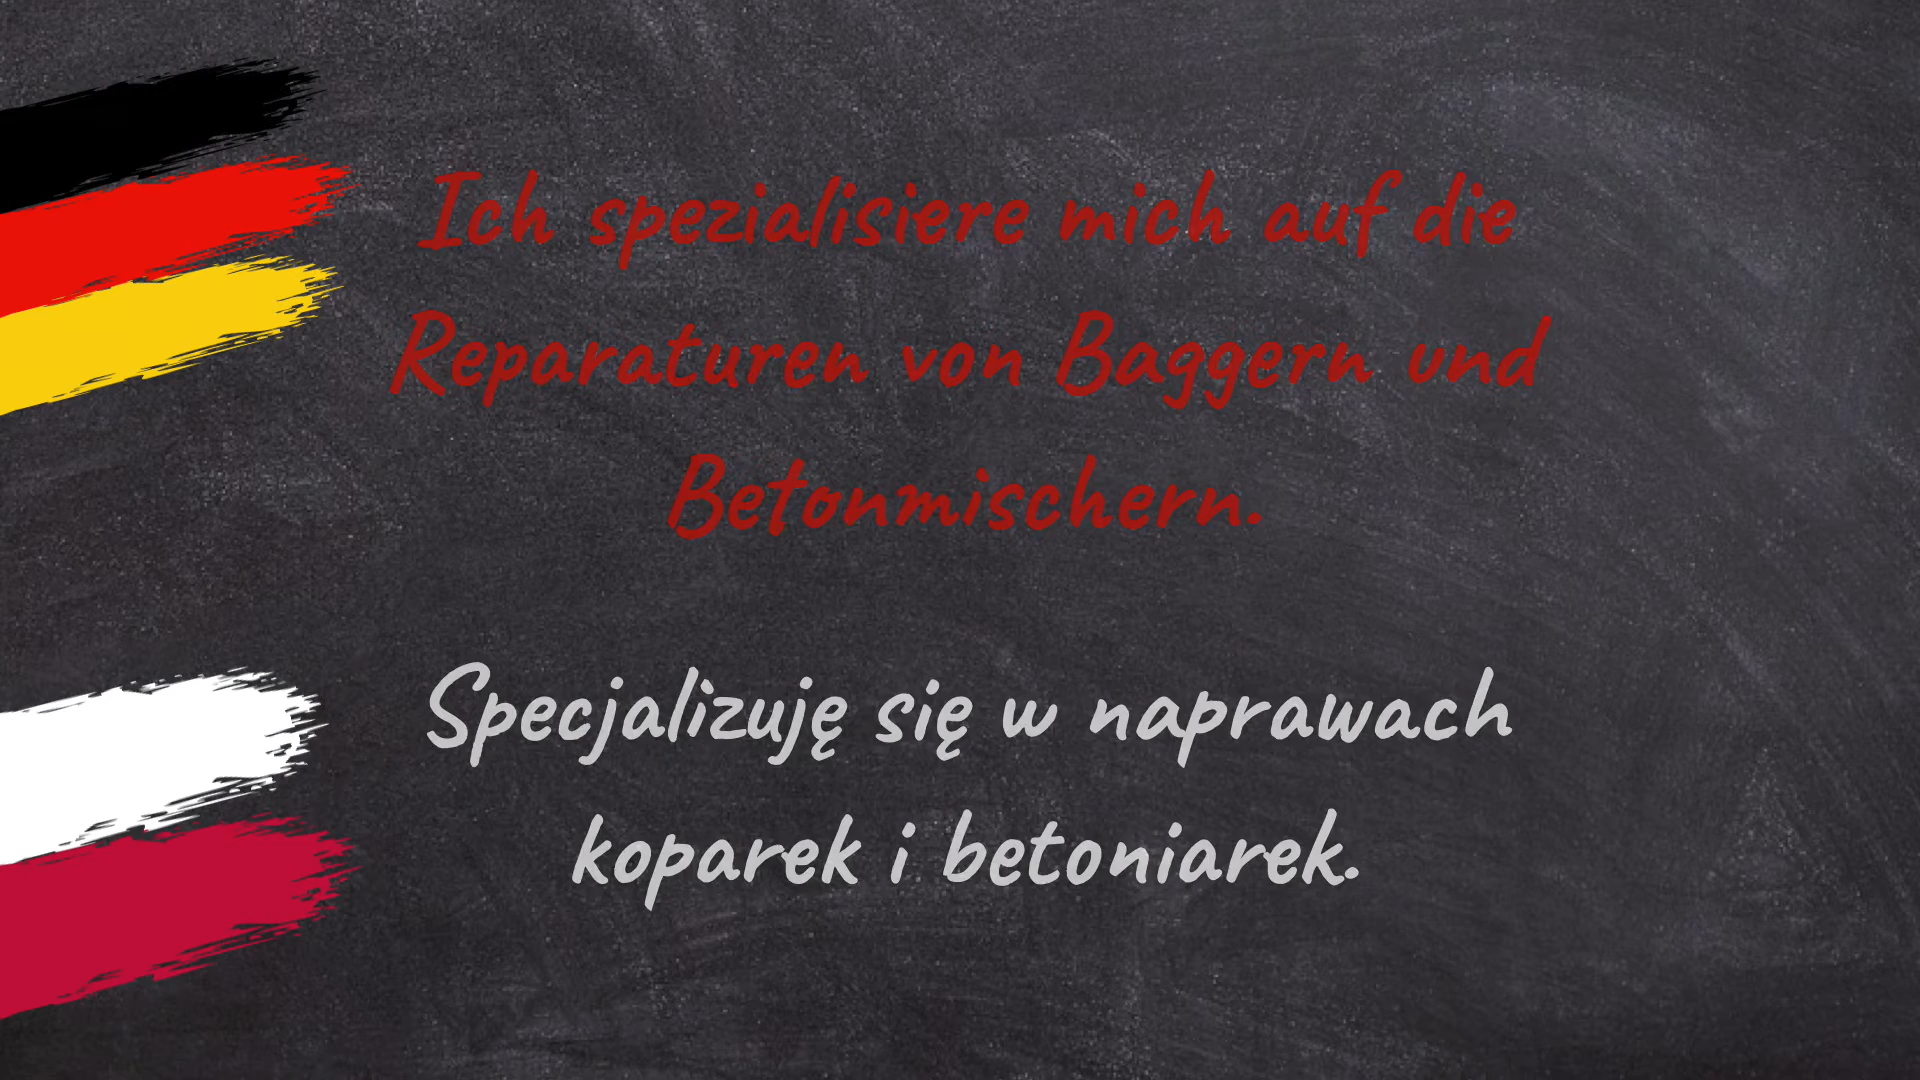 Ich spezialisiere mich auf die
Reparaturen von Baggern und
Betonmischern.
Specjalizuję się w naprawach
koparek i betoniarek.